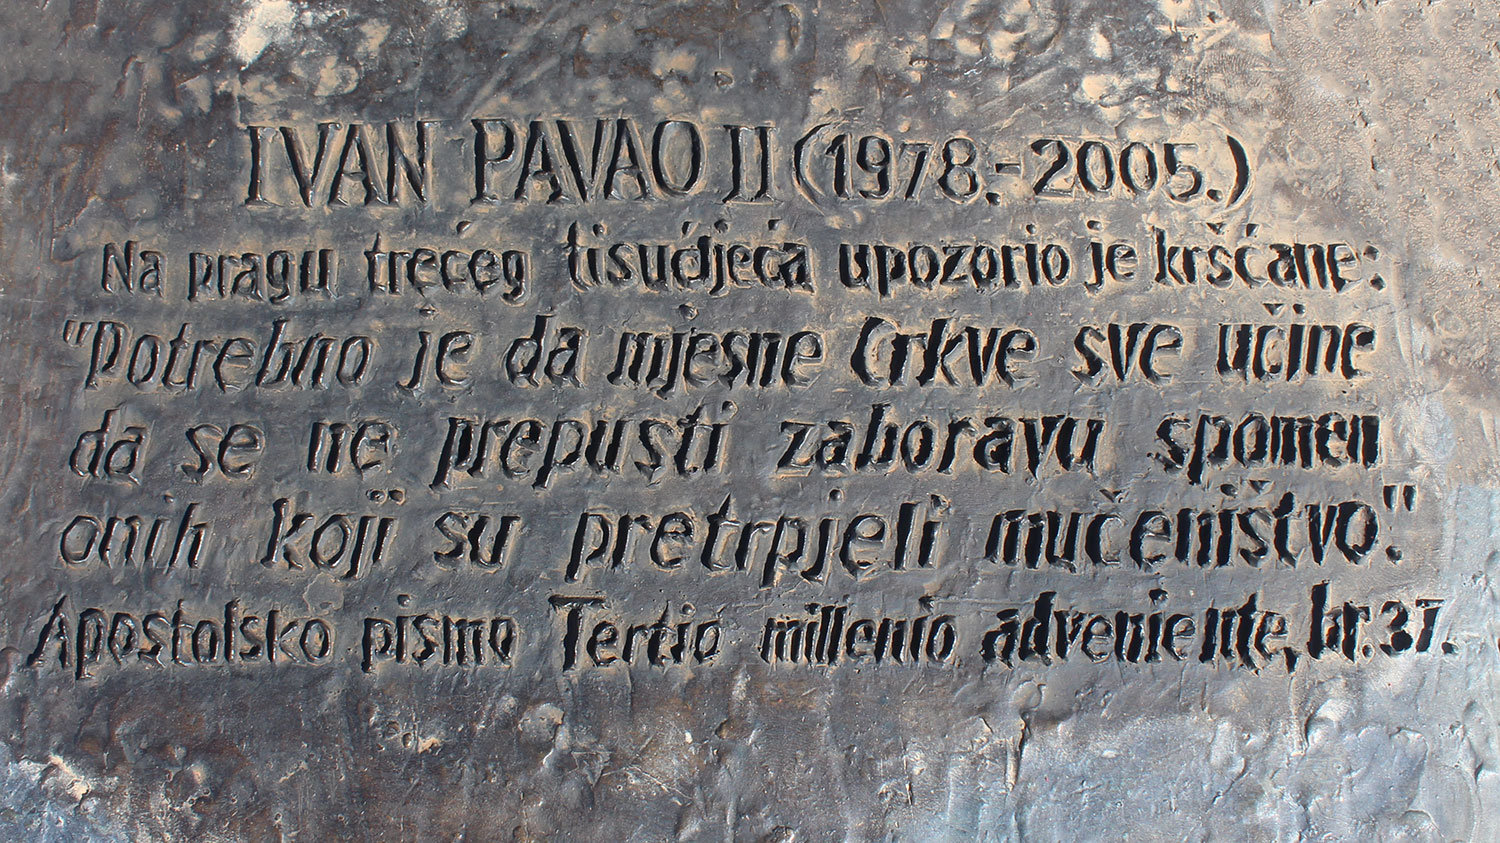 IVAN PAVAO II (1978.-2005.)
Na pragu trećeg tisućdjeća upozorio je kršćane:
"Potrebno je da mjesne Crkve sve učine
da se ne prepusti zaboravu spomen
onih koji su pretrpjeli mučeništvo."
Apostolsko pismo Tertio millenio adveniente, br. 37.